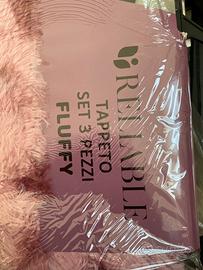 RELIABLE
TAPPETO
SET 3 PEZZI
FLUFFY